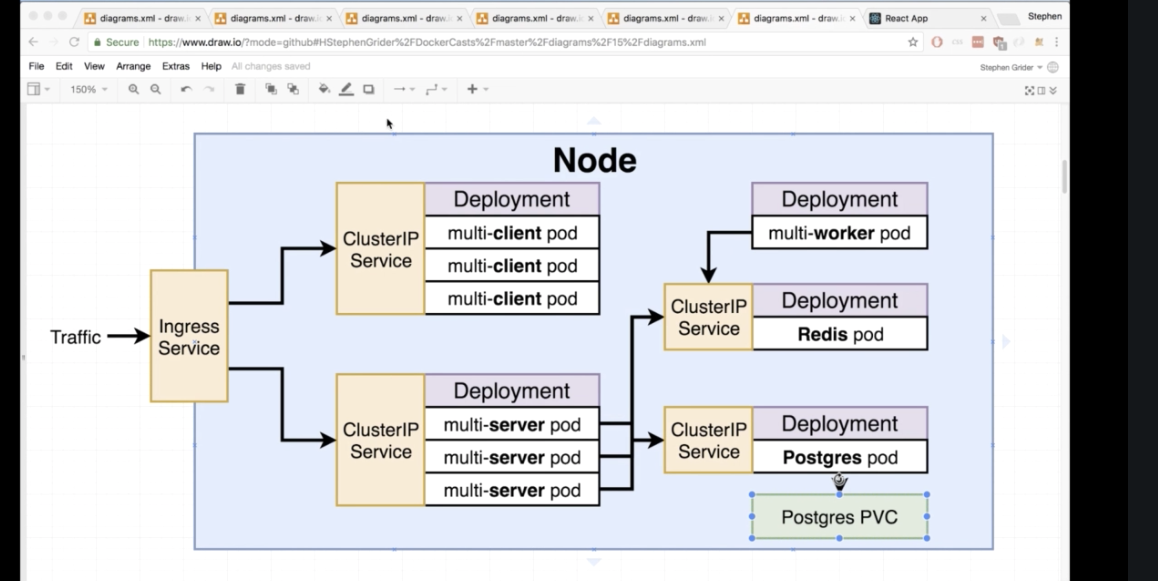 diagrams.xml - draw.io
diagrams.xml - draw.io
diagrams.xml - draw.io
diagrams.xml - draw.io
diagrams.xml - draw.io
diagrams.xml - draw.io
React App
Stephen
Secure
https://www.draw.io/?mode=github#HStephenGrider%2FDockerCasts%2Fmaster%2Fdiagrams%2F15%2Fdiagrams.xml
File Edit View Arrange Extras Help All changes saved
Stephen Grider
150%
Node
Traffic
Ingress
Service
ClusterIP
Service
Deployment
multi-client pod
multi-client pod
multi-client pod
ClusterIP
Service
Deployment
multi-server pod
multi-server pod
multi-server pod
Deployment
multi-worker pod
ClusterIP
Service
Deployment
Redis pod
ClusterIP
Service
Deployment
Postgres pod
Postgres PVC